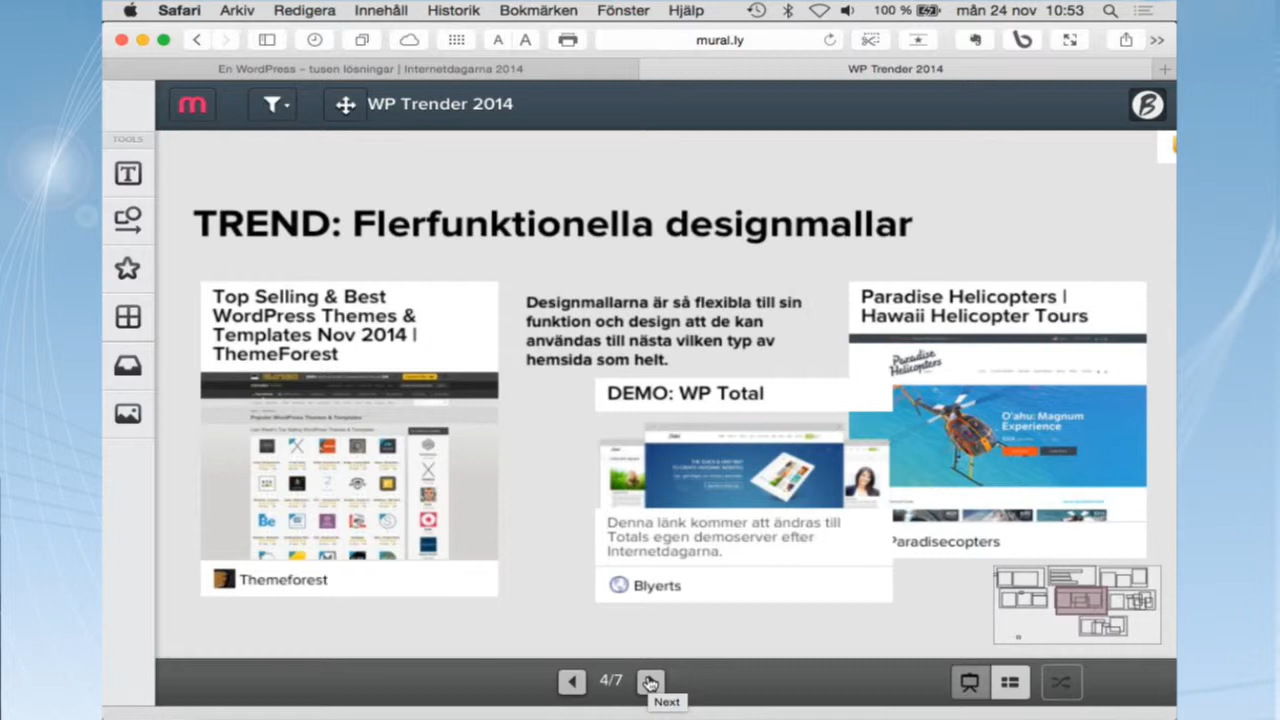 Safari Arkiv Redigera Innehåll Historik Bokmärken Fönster Hjälp 100 % mån 24 nov 10:53
A A mural.ly
En WordPress – tusen lösningar | Internetdagarna 2014 WP Trender 2014
m WP Trender 2014 B
TOOLS
TREND: Flerfunktionella designmallar
Top Selling & Best
WordPress Themes &
Templates Nov 2014 |
ThemeForest
Themeforest
Designmallarna är så flexibla till sin
funktion och design att de kan
användas till nästa vilken typ av
hemsida som helt.
DEMO: WP Total
Denna länk kommer att ändras till
Totals egen demoserver efter
Internetdagarna.
Blyerts
Paradise Helicopters |
Hawaii Helicopter Tours
Paradise
Helicopters
O'ahu: Magnum
Experience
Paradisecopters
4/7
Next